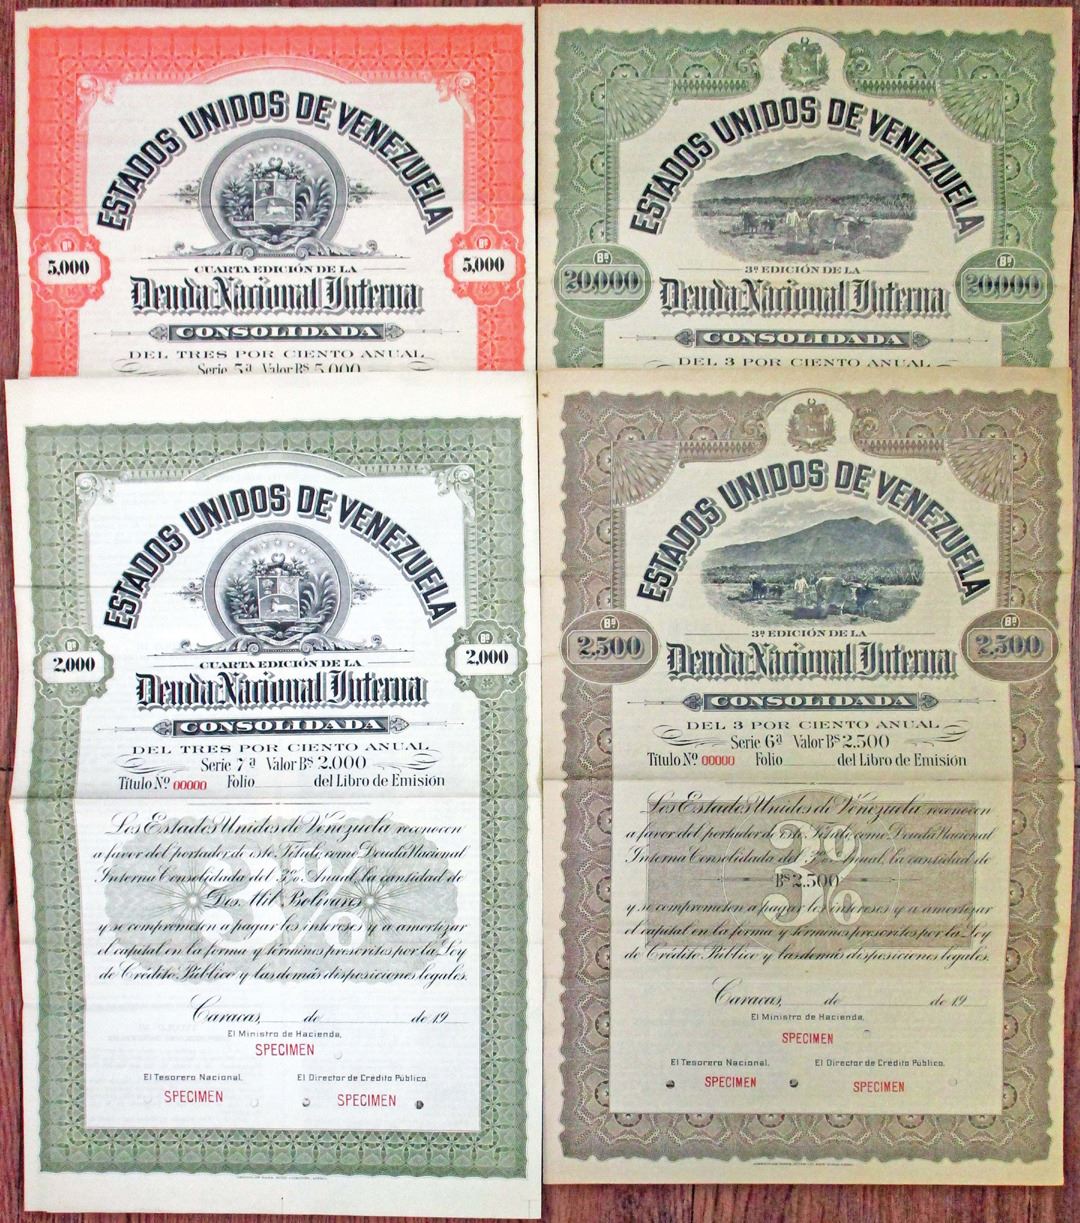 ESTADOS UNIDOS DE VENEZUELA
Bs 5,000
Bs 5,000
CUARTA EDICIÓN DE LA
Deuda Nacional Interna
CONSOLIDADA
DEL TRES POR CIENTO ANUAL
Serie 5ª Valor Bs 5,000
ESTADOS UNIDOS DE VENEZUELA
Bs 20,000
Bs 20,000
3ª EDICIÓN DE LA
Deuda Nacional Interna
CONSOLIDADA
DEL 3 POR CIENTO ANUAL
ESTADOS UNIDOS DE VENEZUELA
Bs 2,000
Bs 2,000
CUARTA EDICIÓN DE LA
Deuda Nacional Interna
CONSOLIDADA
DEL TRES POR CIENTO ANUAL
Serie 7ª Valor Bs 2,000
Título Nº 00000 Folio del Libro de Emisión
3%
Los Estados Unidos de Venezuela reconocen
a favor del portador de este Título como Deuda Nacional
Interna Consolidada del 3% Anual, la cantidad de
Dos Mil Bolívares
y se comprometen a pagar los intereses y a amortizar
el capital en la forma y términos prescritos por la Ley
de Crédito Público y las demás disposiciones legales.
Caracas, de de 19
El Ministro de Hacienda,
SPECIMEN
El Tesorero Nacional, El Director de Crédito Público,
SPECIMEN SPECIMEN
ESTADOS UNIDOS DE VENEZUELA
Bs 2,500
Bs 2,500
3ª EDICIÓN DE LA
Deuda Nacional Interna
CONSOLIDADA
DEL 3 POR CIENTO ANUAL
Serie 6ª Valor Bs 2,500
Título Nº 00000 Folio del Libro de Emisión
3%
Los Estados Unidos de Venezuela reconocen
a favor del portador de este Título como Deuda Nacional
Interna Consolidada del 3% Anual, la cantidad de
Bs 2,500
y se comprometen a pagar los intereses y a amortizar
el capital en la forma y términos prescritos por la Ley
de Crédito Público y las demás disposiciones legales.
Caracas, de de 19
El Ministro de Hacienda,
SPECIMEN
El Tesorero Nacional, El Director de Crédito Público,
SPECIMEN SPECIMEN